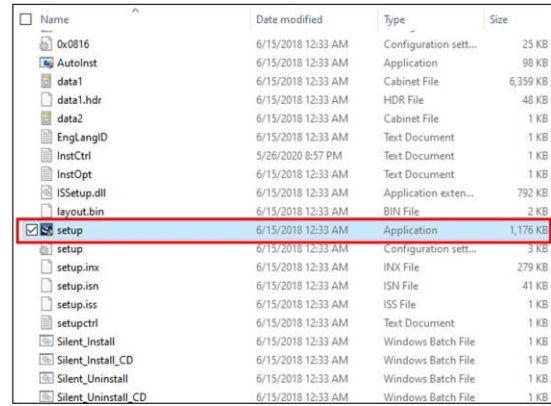 Name Date modified Type Size
0x0816 6/15/2018 12:33 AM Configuration sett... 25 KB
AutoInst 6/15/2018 12:33 AM Application 98 KB
data1 6/15/2018 12:33 AM Cabinet File 6,359 KB
data1.hdr 6/15/2018 12:33 AM HDR File 48 KB
data2 6/15/2018 12:33 AM Cabinet File 1 KB
EngLangID 6/15/2018 12:33 AM Text Document 1 KB
InstCtrl 5/26/2020 8:57 PM Text Document 1 KB
InstOpt 6/15/2018 12:33 AM Text Document 1 KB
ISSetup.dll 6/15/2018 12:33 AM Application exten... 792 KB
layout.bin 6/15/2018 12:33 AM BIN File 2 KB
setup 6/15/2018 12:33 AM Application 1,176 KB
setup 6/15/2018 12:33 AM Configuration sett... 3 KB
setup.inx 6/15/2018 12:33 AM INX File 279 KB
setup.isn 6/15/2018 12:33 AM ISN File 41 KB
setup.iss 6/15/2018 12:33 AM ISS File 1 KB
setupctrl 6/15/2018 12:33 AM Text Document 1 KB
Silent_Install 6/15/2018 12:33 AM Windows Batch File 1 KB
Silent_Install_CD 6/15/2018 12:33 AM Windows Batch File 1 KB
Silent_Uninstall 6/15/2018 12:33 AM Windows Batch File 1 KB
Silent_Uninstall_CD 6/15/2018 12:33 AM Windows Batch File 1 KB